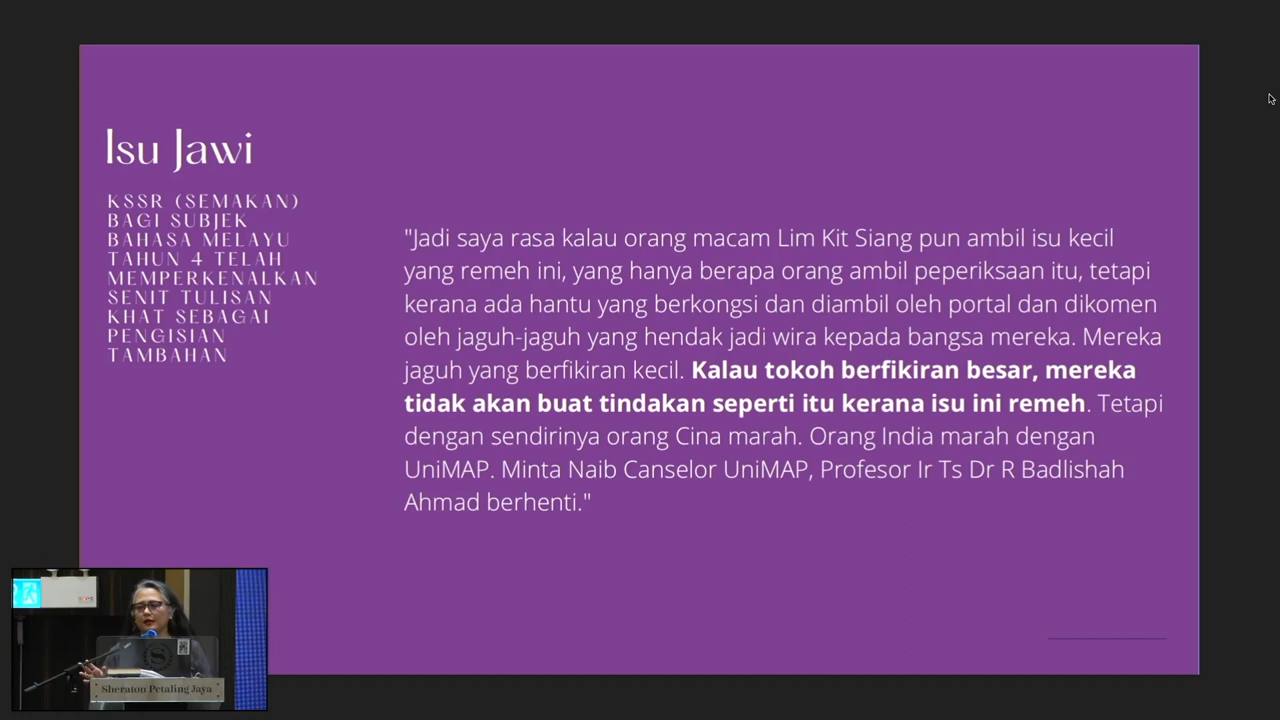 Isu Jawi
KSSR (SEMAKAN)
BAGI SUBJEK
BAHASA MELAYU
TAHUN 4 TELAH
MEMPERKENALKAN
SENIT TULISAN
KHAT SEBAGAI
PENGISIAN
TAMBAHAN
"Jadi saya rasa kalau orang macam Lim Kit Siang pun ambil isu kecil
yang remeh ini, yang hanya berapa orang ambil peperiksaan itu, tetapi
kerana ada hantu yang berkongsi dan diambil oleh portal dan dikomen
oleh jaguh-jaguh yang hendak jadi wira kepada bangsa mereka. Mereka
jaguh yang berfikiran kecil. Kalau tokoh berfikiran besar, mereka
tidak akan buat tindakan seperti itu kerana isu ini remeh. Tetapi
dengan sendirinya orang Cina marah. Orang India marah dengan
UniMAP. Minta Naib Canselor UniMAP, Profesor Ir Ts Dr R Badlishah
Ahmad berhenti."
Sheraton Petaling Jaya